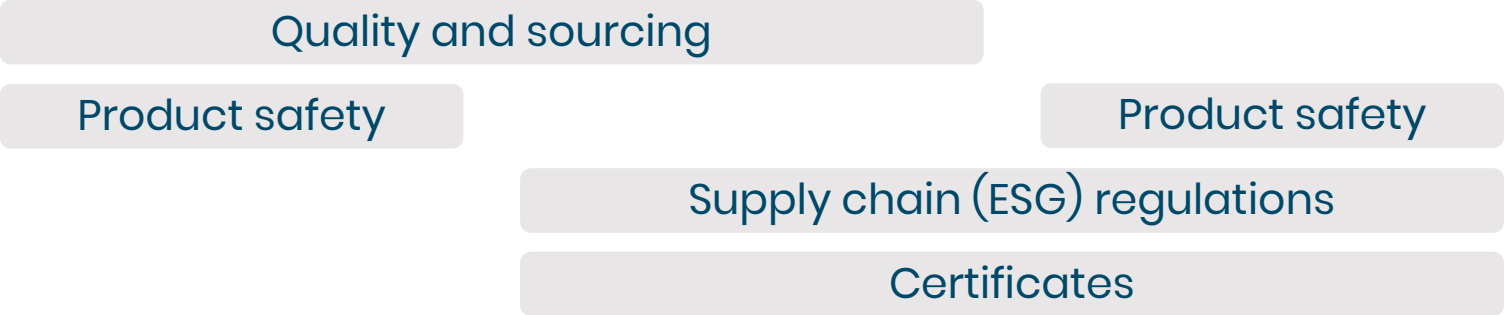 Quality and sourcing
Product safety
Product safety
Supply chain (ESG) regulations
Certificates